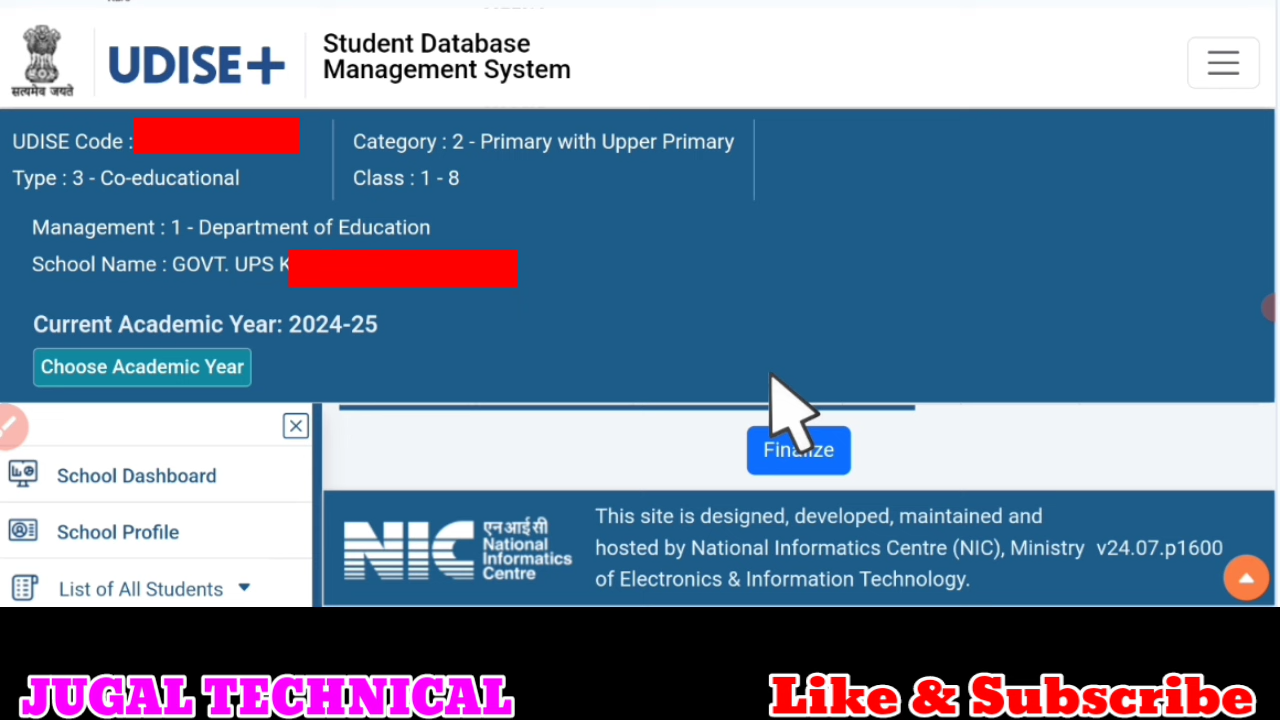 UDISE+
Student Database
Management System
सत्यमेव जयते
UDISE Code :
Category : 2 - Primary with Upper Primary
Type : 3 - Co-educational
Class : 1 - 8
Management : 1 - Department of Education
School Name : GOVT. UPS K
Current Academic Year: 2024-25
Choose Academic Year
Finalize
School Dashboard
School Profile
List of All Students
NIC
एन आई सी
National
Informatics
Centre
This site is designed, developed, maintained and
hosted by National Informatics Centre (NIC), Ministry v24.07.p1600
of Electronics & Information Technology.
JUGAL TECHNICAL
Like & Subscribe